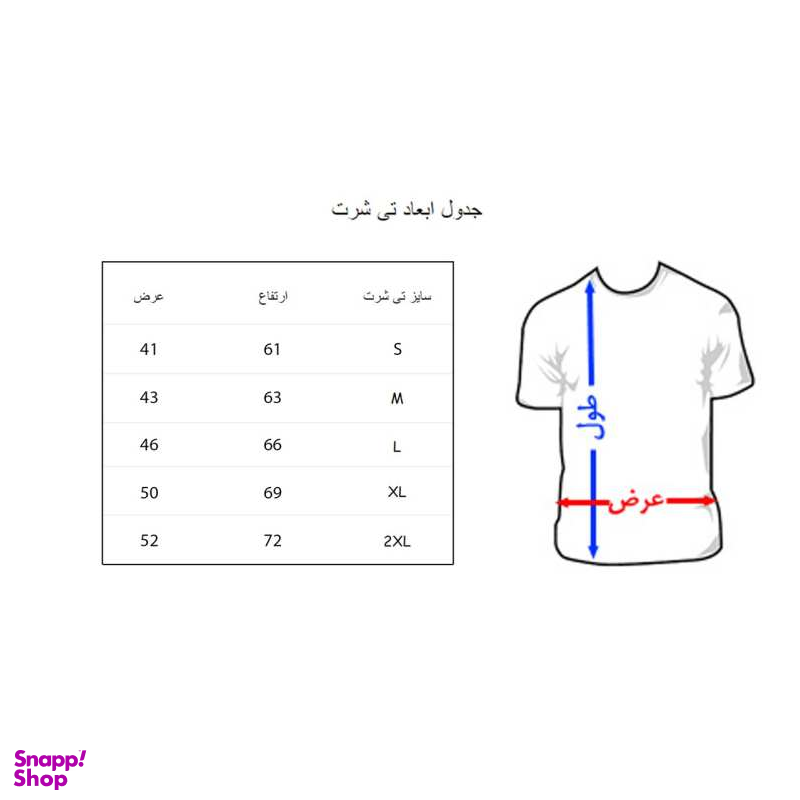 جدول ابعاد تی شرت
سایز تی شرت ارتفاع عرض
S 61 41
M 63 43
L 66 46
XL 69 50
2XL 72 52
طول
عرض
Snapp!
Shop